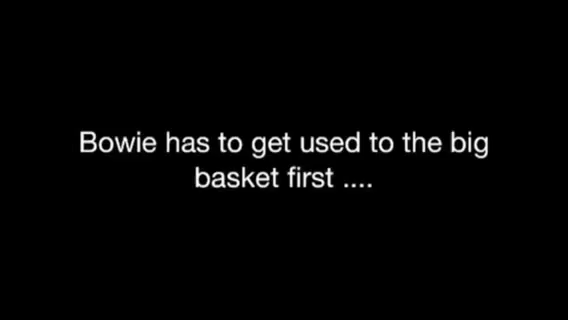 Bowie has to get used to the big
basket first ....